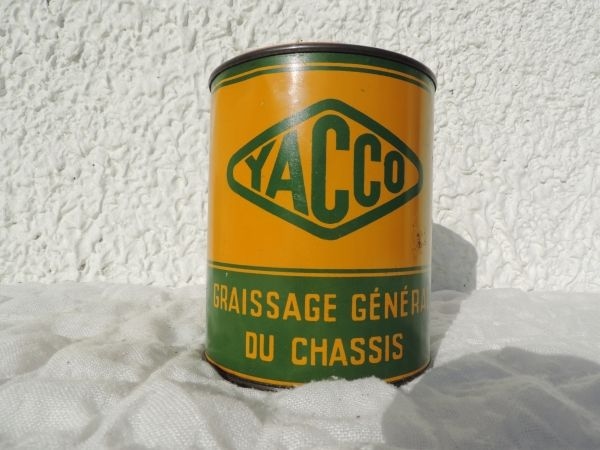 YACCO
GRAISSAGE GÉNÉRA
DU CHASSIS